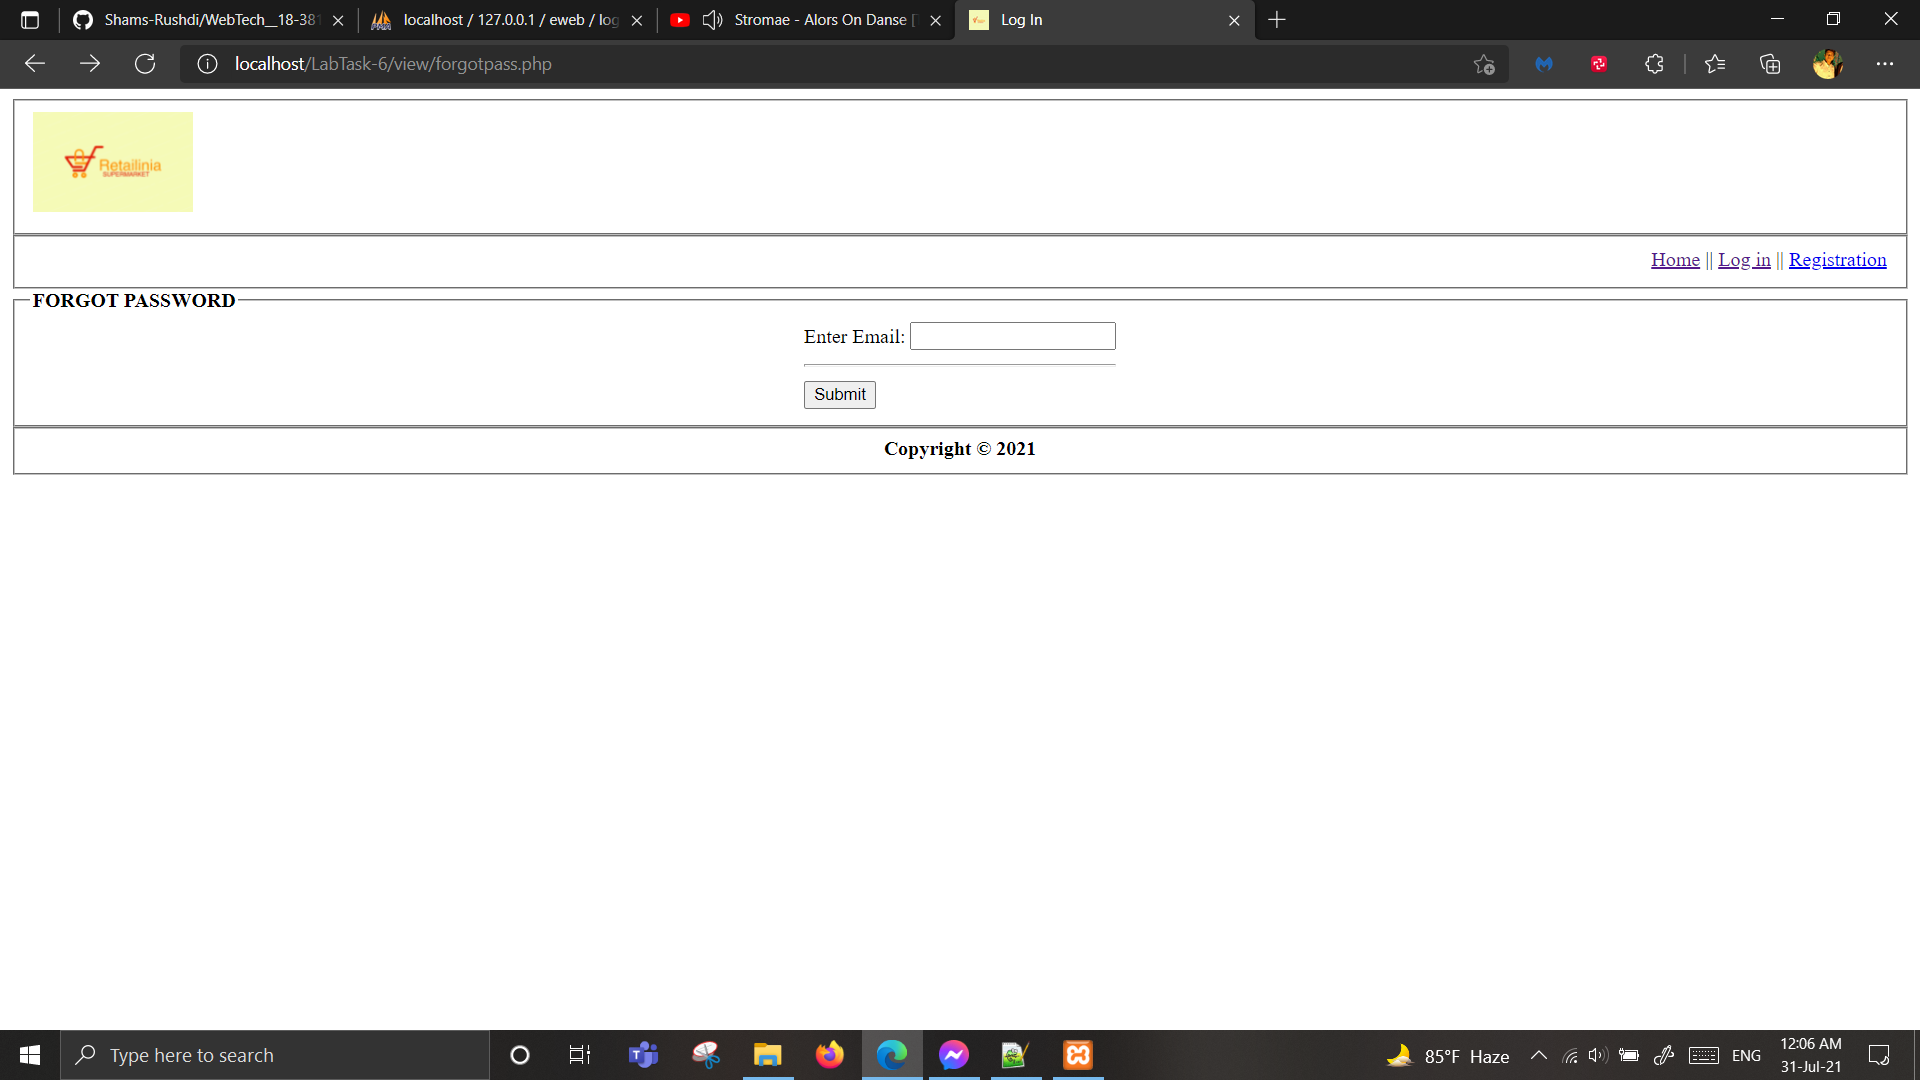 Shams-Rushdi/WebTech__18-381
localhost / 127.0.0.1 / eweb / log
Stromae - Alors On Danse [
Log In
localhost/LabTask-6/view/forgotpass.php
Retailinia
SUPERMARKET
Home || Log in || Registration
FORGOT PASSWORD
Enter Email:
Submit
Copyright © 2021
Type here to search
85°F Haze
ENG
12:06 AM
31-Jul-21